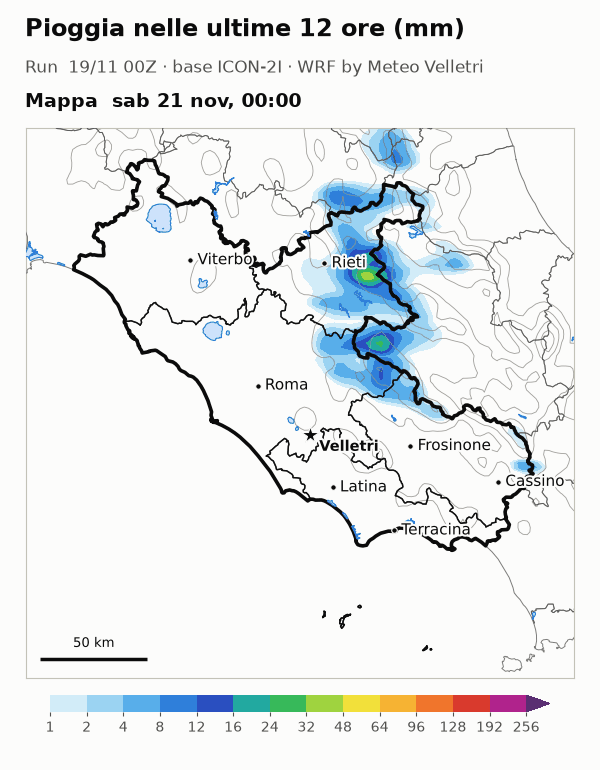 Pioggia nelle ultime 12 ore (mm)
Run  19/11 00Z · base ICON-2I · WRF by Meteo Velletri
Mappa  sab 21 nov, 00:00
Viterbo
Rieti
Roma
Velletri
Frosinone
Latina
Cassino
Terracina
50 km
1 2 4 8 12 16 24 32 48 64 96 128 192 256